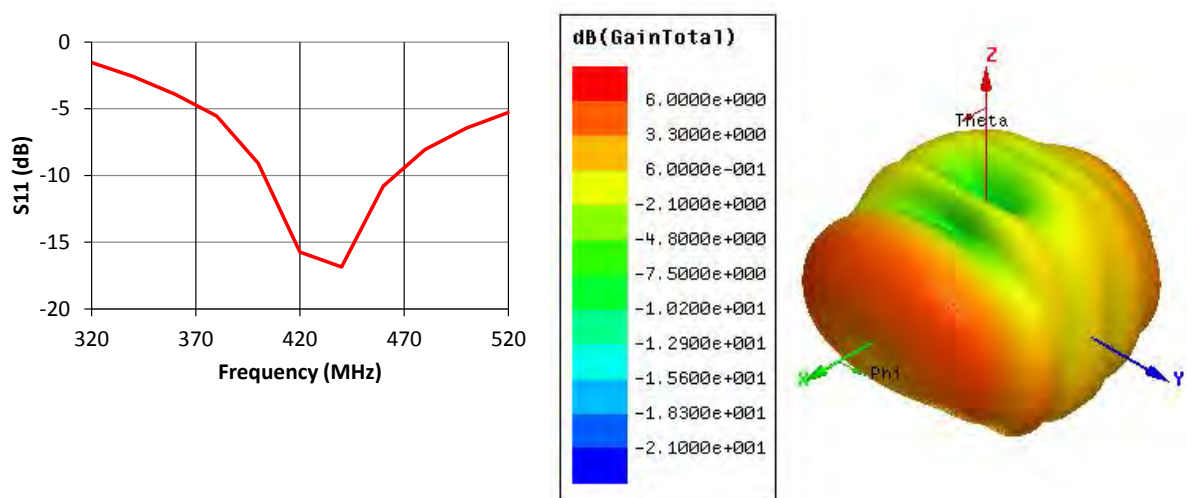 0
-5
-10
-15
-20
S11 (dB)
320 370 420 470 520
Frequency (MHz)
dB(GainTotal)
6.0000e+000
3.3000e+000
6.0000e-001
-2.1000e+000
-4.8000e+000
-7.5000e+000
-1.0200e+001
-1.2900e+001
-1.5600e+001
-1.8300e+001
-2.1000e+001
Z
Theta
X
Phi
Y